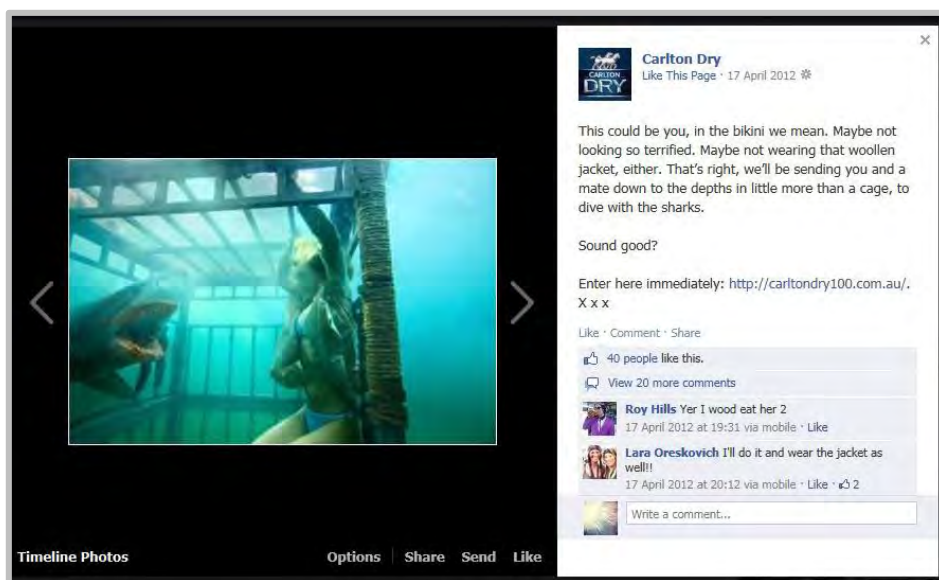 Carlton Dry
Like This Page · 17 April 2012
CARLTON
DRY
This could be you, in the bikini we mean. Maybe not
looking so terrified. Maybe not wearing that woollen
jacket, either. That's right, we'll be sending you and a
mate down to the depths in little more than a cage, to
dive with the sharks.
Sound good?
Enter here immediately: http://carltondry100.com.au/.
X x x
Like · Comment · Share
40 people like this.
View 20 more comments
Roy Hills Yer I wood eat her 2
17 April 2012 at 19:31 via mobile · Like
Lara Oreskovich I'll do it and wear the jacket as
well!!
17 April 2012 at 20:12 via mobile · Like · 2
Write a comment...
Timeline Photos
Options Share Send Like